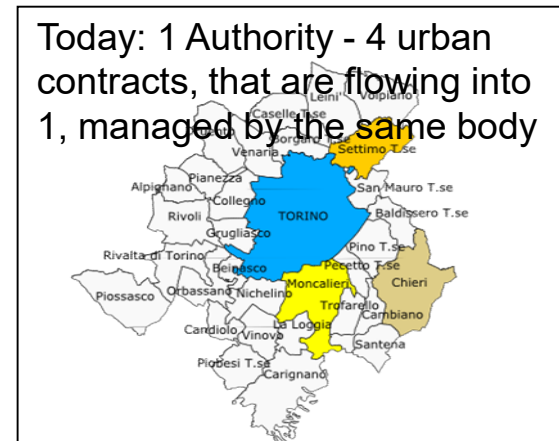 Today: 1 Authority - 4 urban
contracts, that are flowing into
1, managed by the same body
Leini' Volpiano
Caselle T.se
Borgaro T.se
Settimo T.se
Venaria
Pianezza
Alpignano
Collegno
San Mauro T.se
Rivoli
TORINO
Baldissero T.se
Grugliasco
Pino T.se
Rivalta di Torino
Beinasco
Pecetto T.se
Moncalieri
Chieri
Piossasco
Orbassano
Nichelino
Trofarello
Cambiano
Candiolo
La Loggia
Vinovo
Santena
Piobesi T.se
Carignano